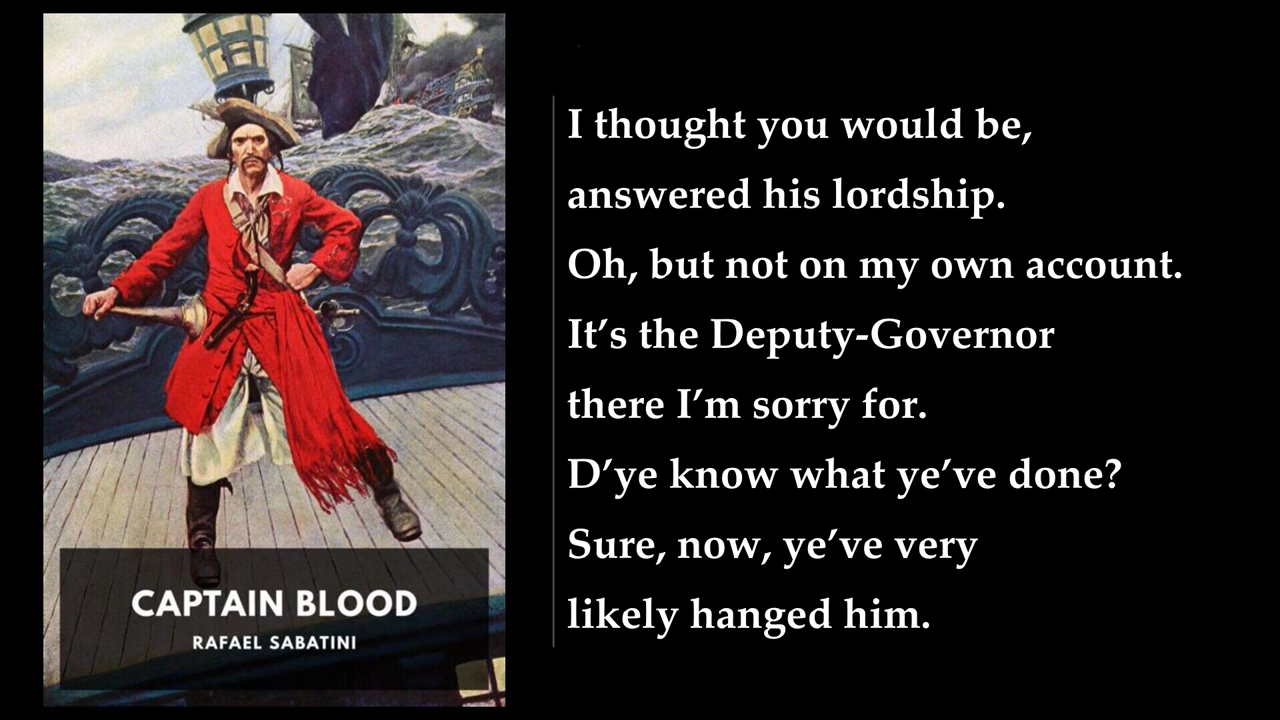 CAPTAIN BLOOD
RAFAEL SABATINI
I thought you would be,
answered his lordship.
Oh, but not on my own account.
It’s the Deputy-Governor
there I’m sorry for.
D’ye know what ye’ve done?
Sure, now, ye’ve very
likely hanged him.